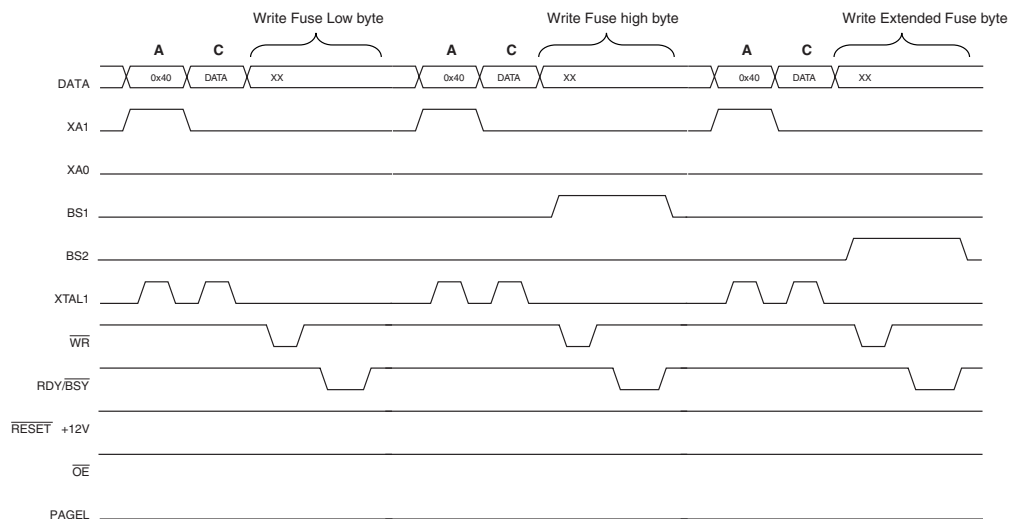 Write Fuse Low byte Write Fuse high byte Write Extended Fuse byte
A C A C A C
DATA 0x40 DATA XX 0x40 DATA XX 0x40 DATA XX
XA1
XA0
BS1
BS2
XTAL1
WR
RDY/BSY
RESET +12V
OE
PAGEL